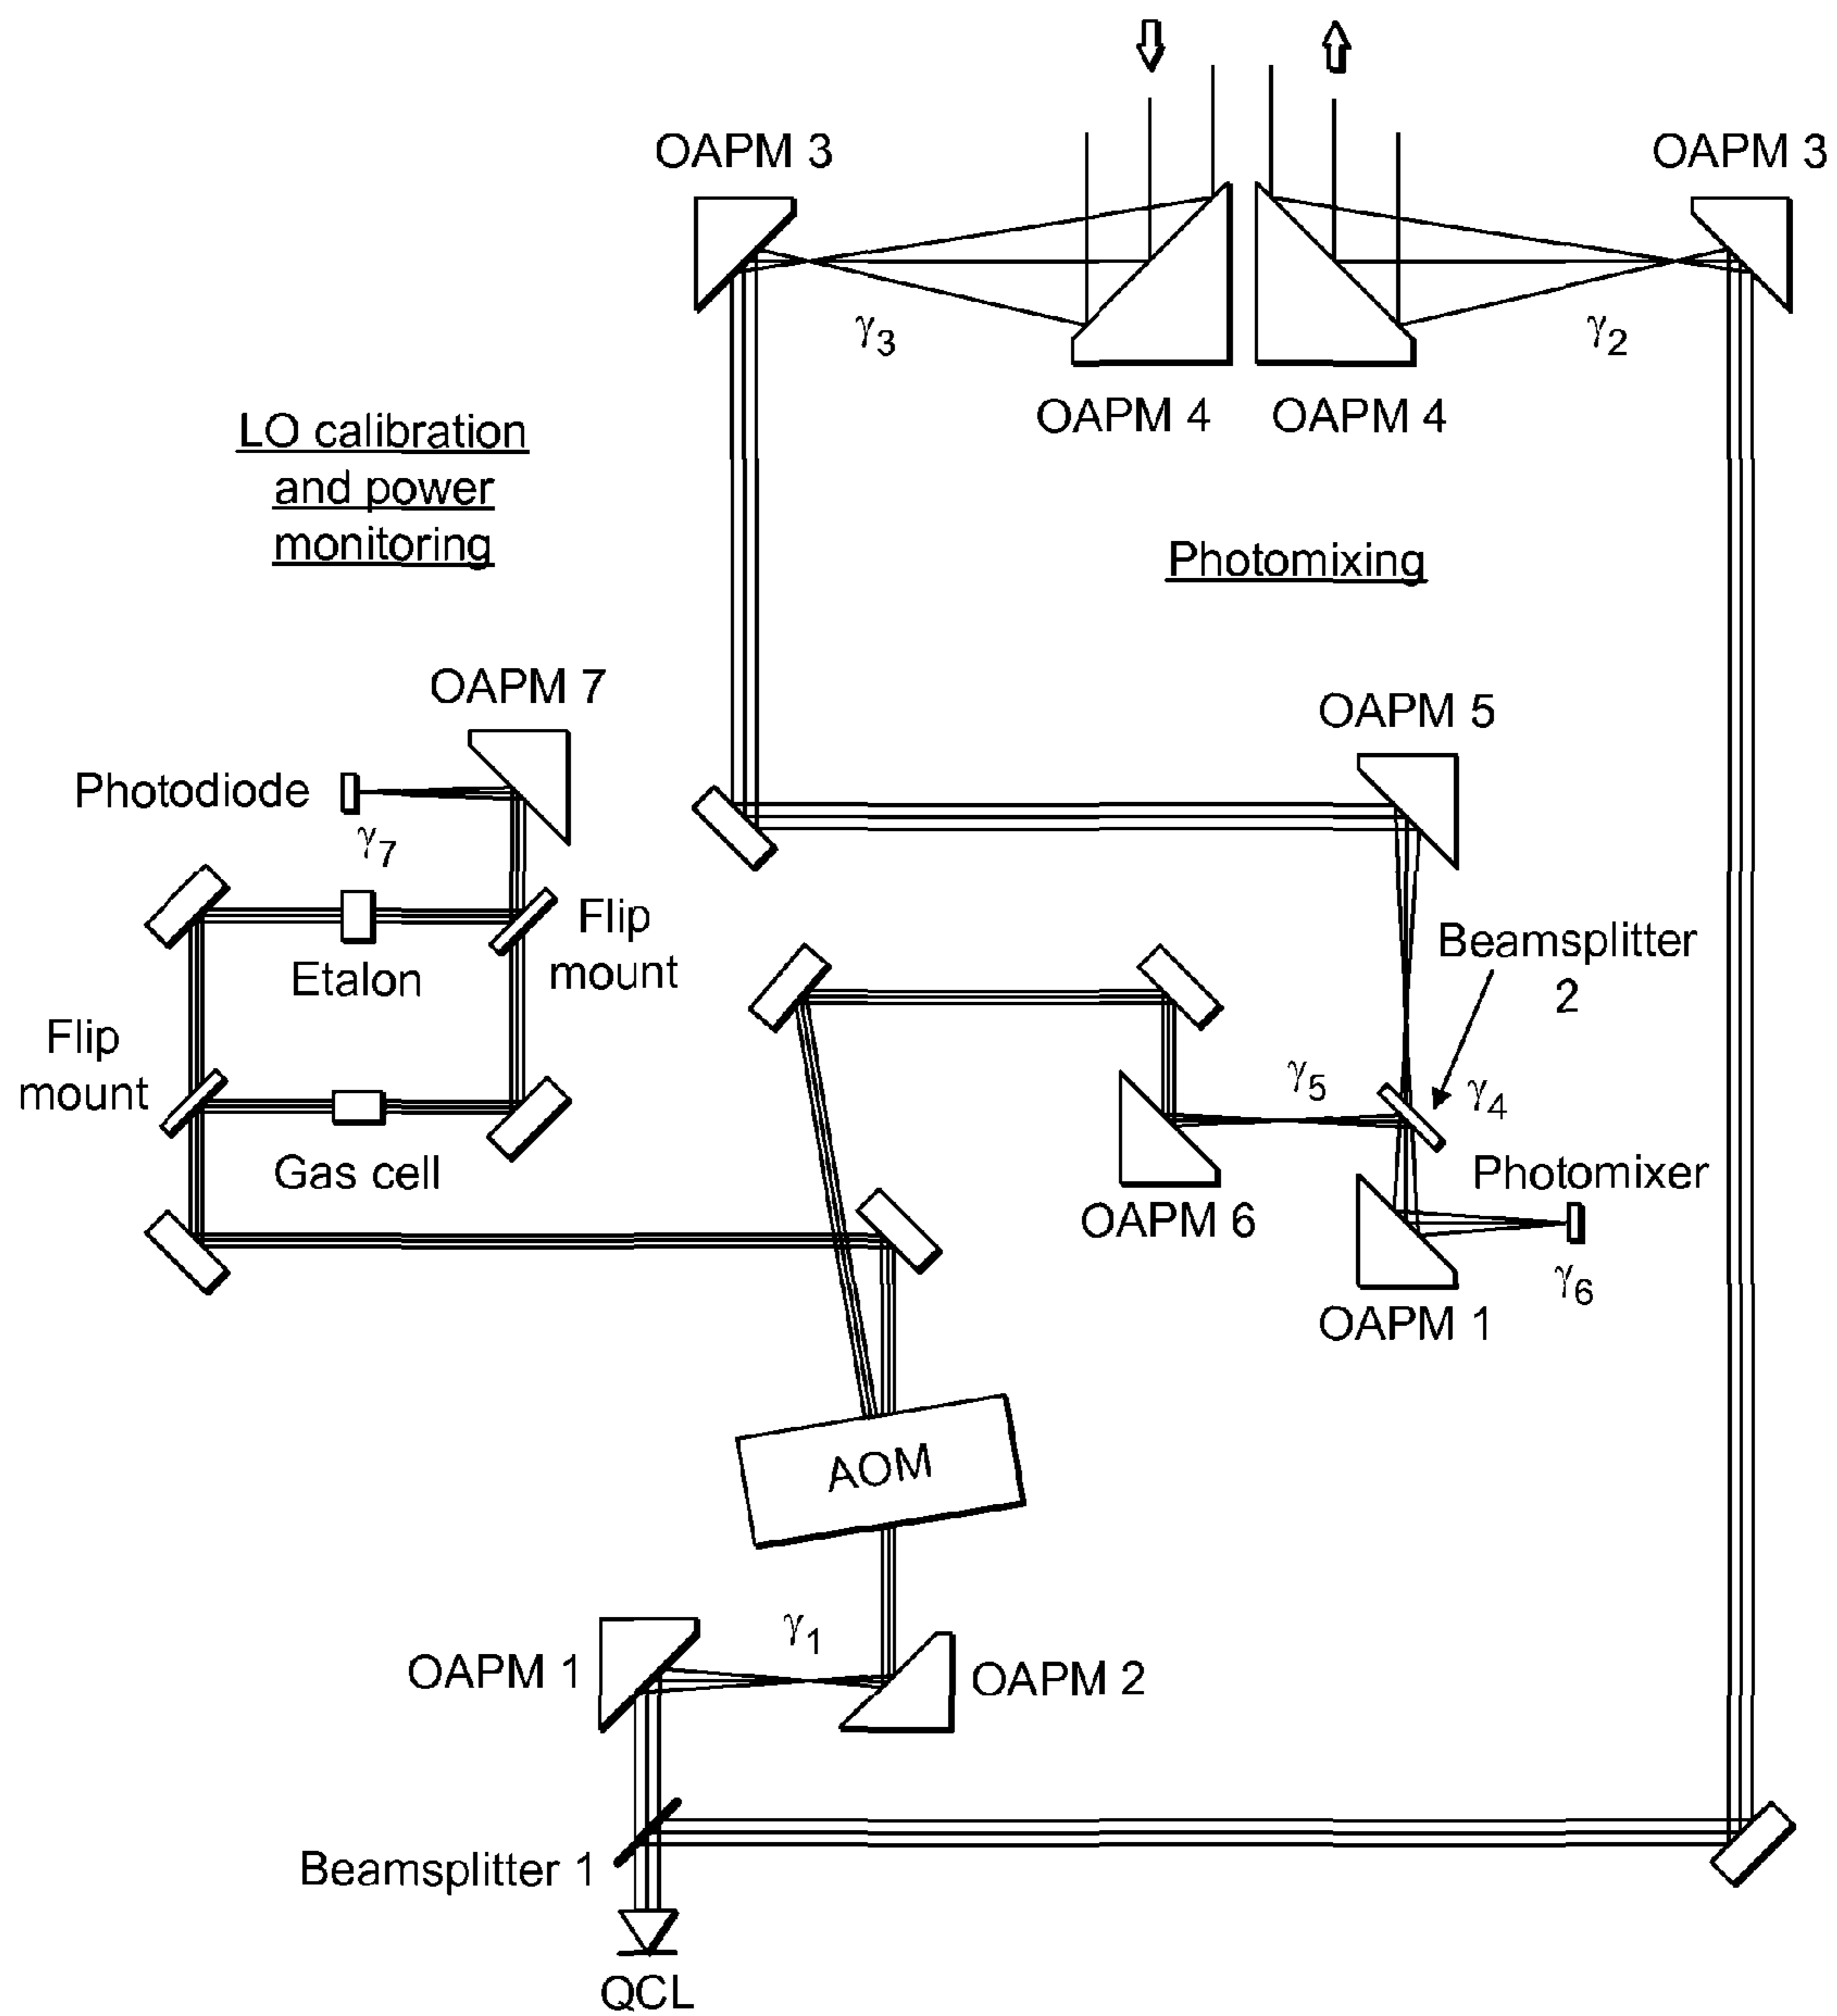 OAPM 3
OAPM 3
γ3
γ2
OAPM 4
OAPM 4
LO calibration
and power
monitoring
Photomixing
OAPM 7
OAPM 5
Photodiode
γ7
Flip
mount
Etalon
Beamsplitter
2
Flip
mount
γ5
γ4
Gas cell
Photomixer
OAPM 6
γ6
OAPM 1
AOM
γ1
OAPM 1
OAPM 2
Beamsplitter 1
QCL